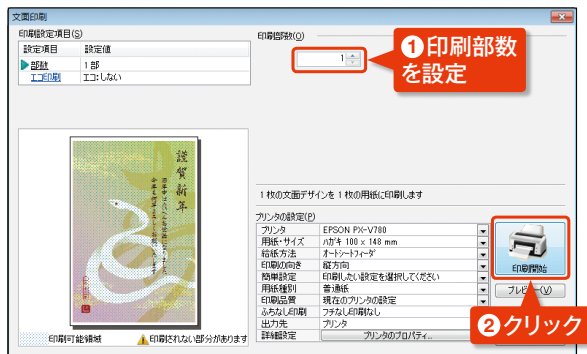 文面印刷
印刷設定項目(S)
設定項目 設定値
部数 1 部
エコ印刷 エコ:しない
印刷部数(O)
1
❶印刷部数
を設定
謹賀新年
1 枚の文面デザインを 1 枚の用紙に印刷します
プリンタの設定(P)
プリンタ EPSON PX-V780
用紙・サイズ ハガキ 100 × 148 mm
給紙方法 オートシートフィーダ
印刷の向き 縦方向
簡単設定 印刷したい設定を選択してください
用紙種別 普通紙
印刷品質 現在のプリンタの設定
ふちなし印刷 フチなし印刷なし
出力先 プリンタ
詳細設定 プリンタのプロパティ...
印刷開始
プレビュー(V)
❷クリック
印刷可能領域
印刷されない部分があります